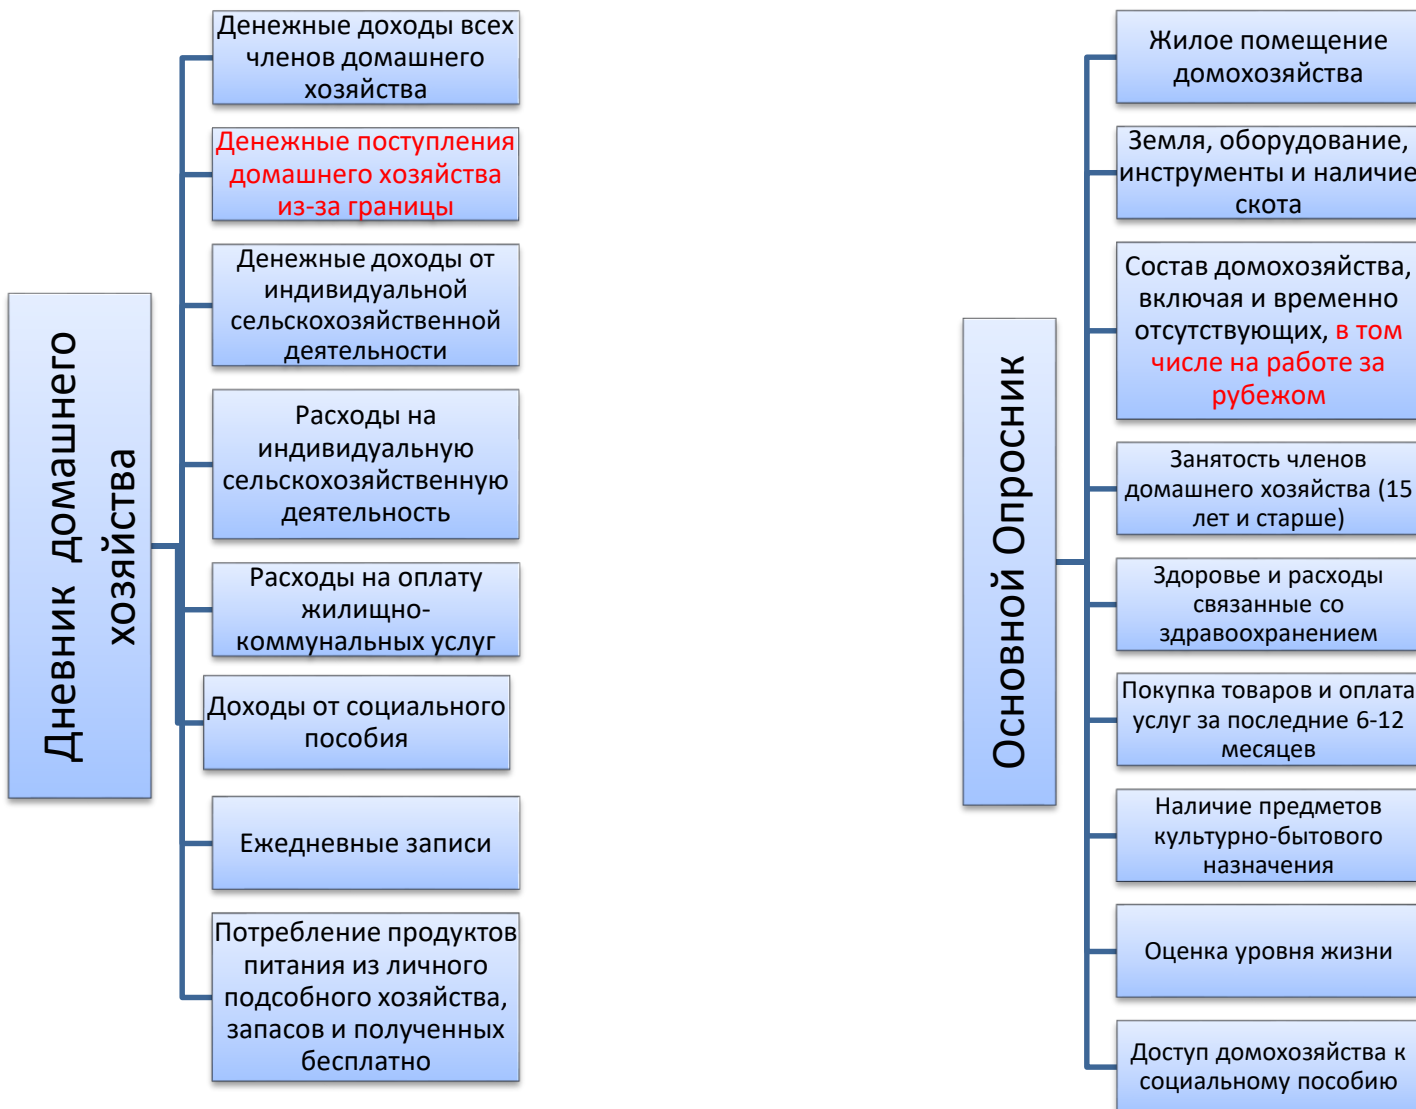 Дневник домашнего
хозяйства
Денежные доходы всех
членов домашнего
хозяйства
Денежные поступления
домашнего хозяйства
из-за границы
Денежные доходы от
индивидуальной
сельскохозяйственной
деятельности
Расходы на
индивидуальную
сельскохозяйственную
деятельность
Расходы на оплату
жилищно-
коммунальных услуг
Доходы от социального
пособия
Ежедневные записи
Потребление продуктов
питания из личного
подсобного хозяйства,
запасов и полученных
бесплатно
Основной Опросник
Жилое помещение
домохозяйства
Земля, оборудование,
инструменты и наличие
скота
Состав домохозяйства,
включая и временно
отсутствующих, в том
числе на работе за
рубежом
Занятость членов
домашнего хозяйства (15
лет и старше)
Здоровье и расходы
связанные со
здравоохранением
Покупка товаров и оплата
услуг за последние 6-12
месяцев
Наличие предметов
культурно-бытового
назначения
Оценка уровня жизни
Доступ домохозяйства к
социальному пособию